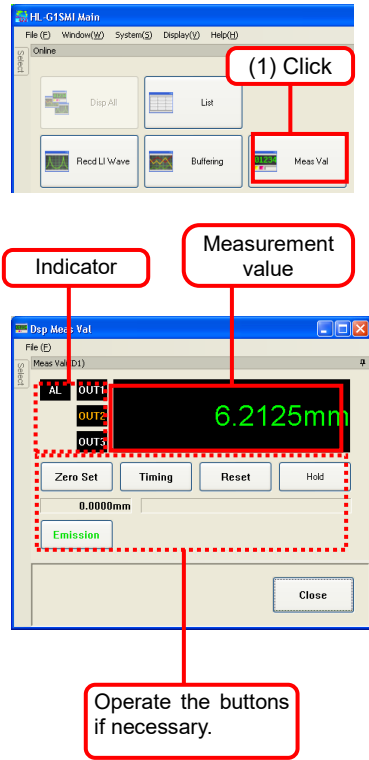 HL-G1SMI Main
File (F) Window(W) System(S) Display(V) Help(H)
Select
Online
(1) Click
Disp All
List
Recd LI Wave
Buffering
01234
Meas Val
Indicator
Measurement
value
Dsp Meas Val
File (F)
Select
Meas Val(D1)
AL
OUT1
OUT2
OUT3
6.2125mm
Zero Set
Timing
Reset
Hold
0.0000mm
Emission
Close
Operate the buttons
if necessary.